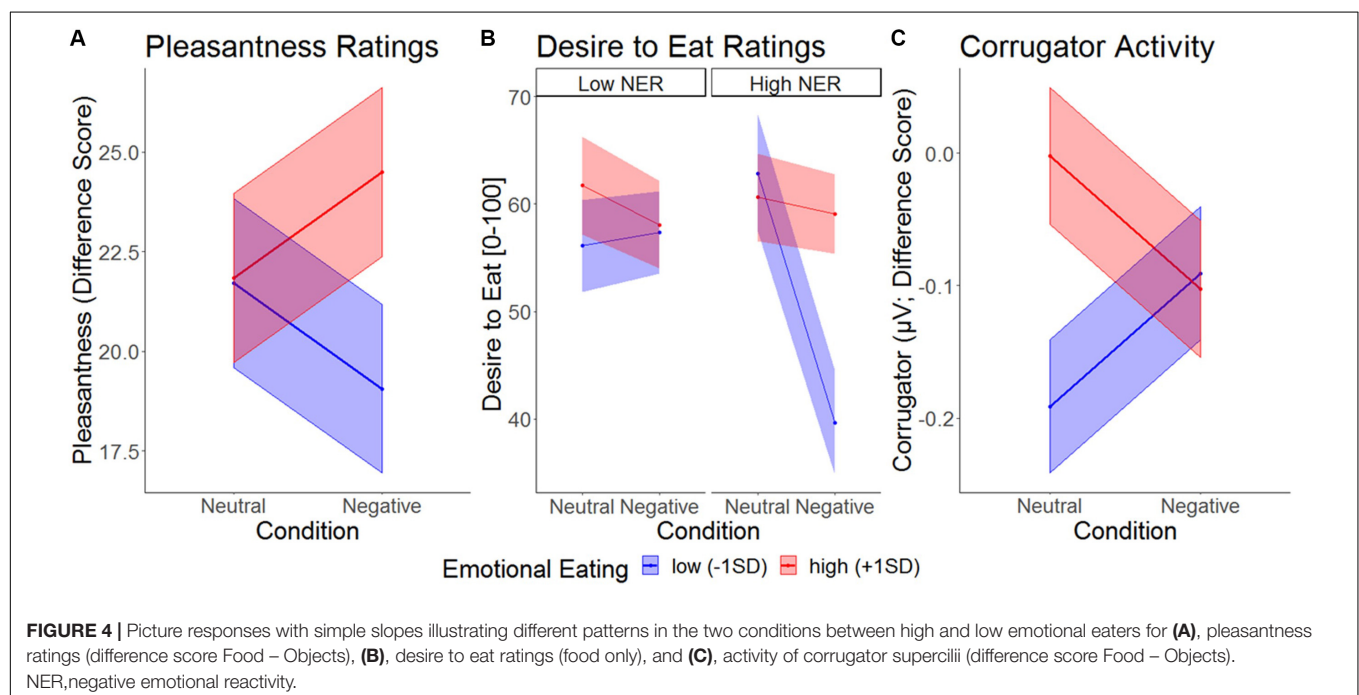 A Pleasantness Ratings
Pleasantness (Difference Score)
25.0
22.5
20.0
17.5
Neutral Negative
Condition
B Desire to Eat Ratings
Low NER High NER
Desire to Eat [0-100]
70
60
50
40
Neutral Negative Neutral Negative
Condition
C Corrugator Activity
Corrugator (µV; Difference Score)
0.0
-0.1
-0.2
Neutral Negative
Condition
Emotional Eating low (-1SD) high (+1SD)
FIGURE 4 | Picture responses with simple slopes illustrating different patterns in the two conditions between high and low emotional eaters for (A), pleasantness
ratings (difference score Food – Objects), (B), desire to eat ratings (food only), and (C), activity of corrugator supercilii (difference score Food – Objects).
NER,negative emotional reactivity.